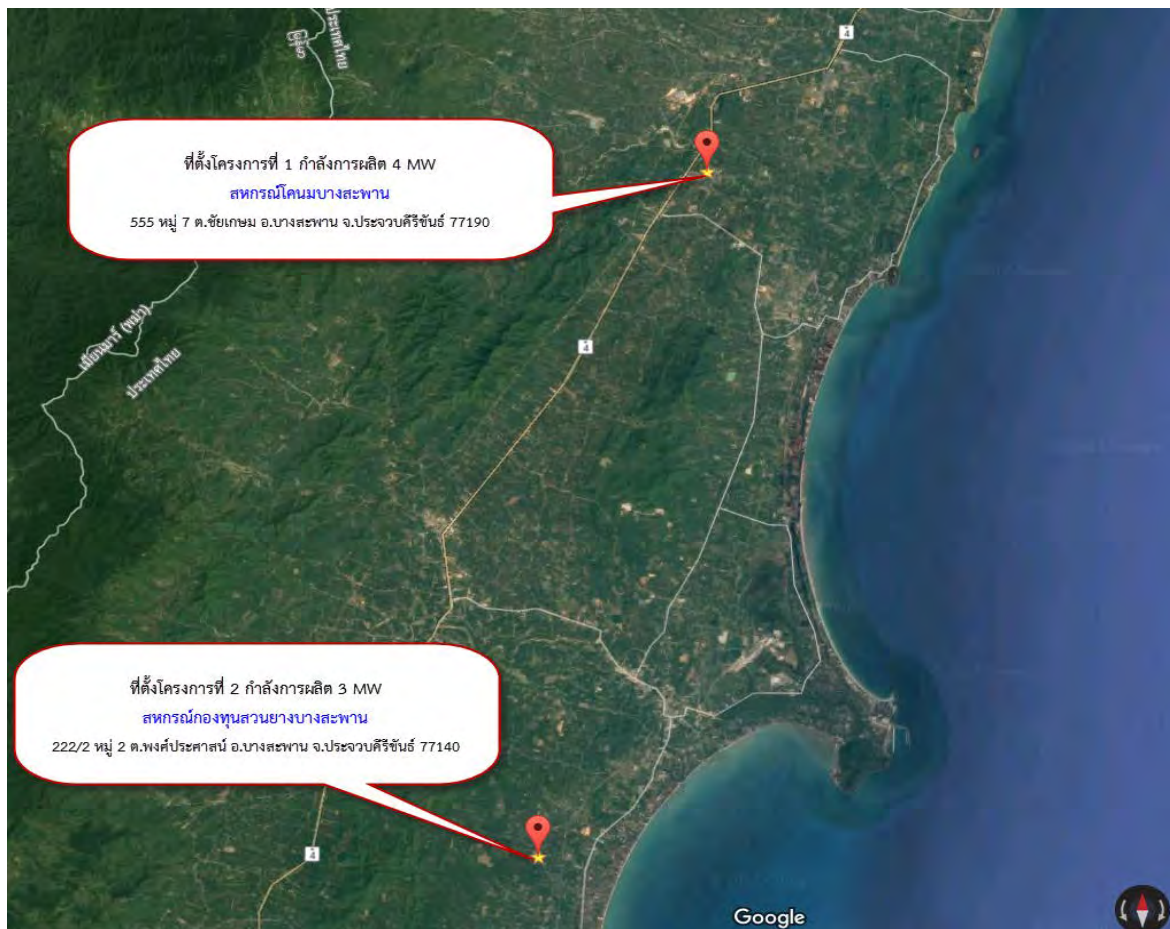 ประเทศไทย
4
ที่ตั้งโครงการที่ 1 กำลังการผลิต 4 MW
สหกรณ์โคนมบางสะพาน
555 หมู่ 7 ต.ชัยเกษม อ.บางสะพาน จ.ประจวบคีรีขันธ์ 77190
เมียนมาร์ (พม่า)
ประเทศไทย
4
ที่ตั้งโครงการที่ 2 กำลังการผลิต 3 MW
สหกรณ์กองทุนสวนยางบางสะพาน
222/2 หมู่ 2 ต.พงศ์ประศาสน์ อ.บางสะพาน จ.ประจวบคีรีขันธ์ 77140
4
Google